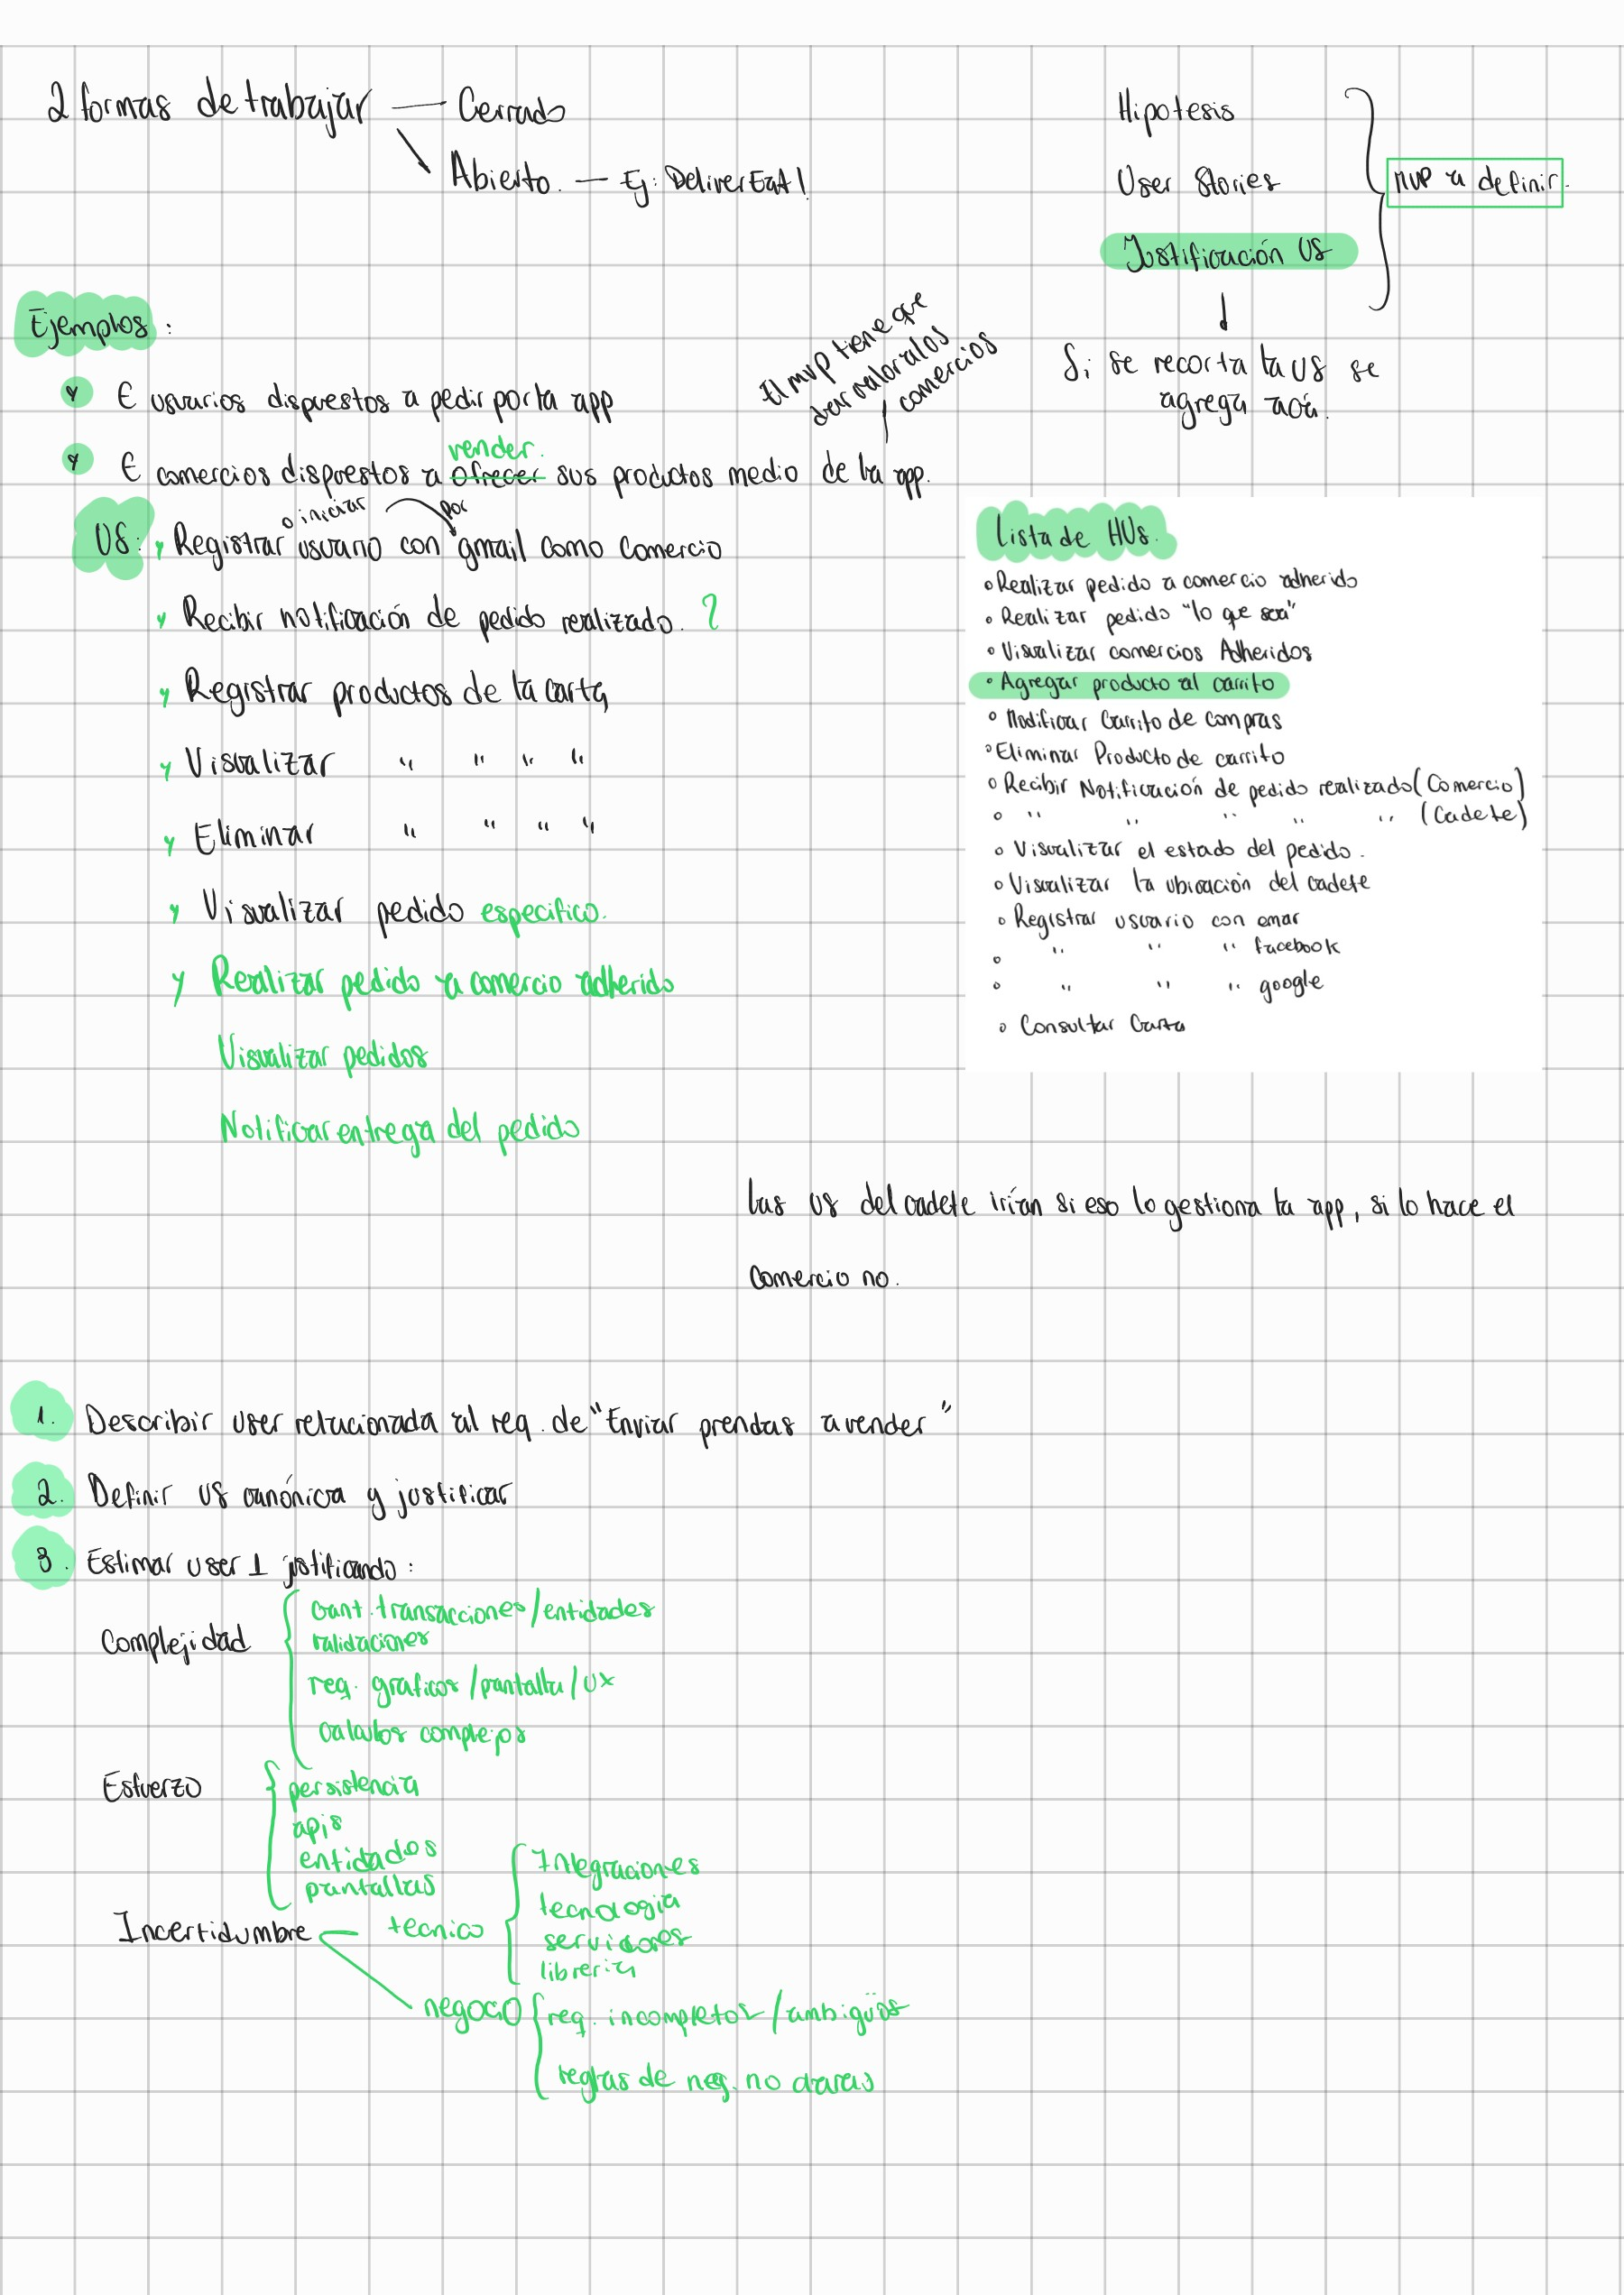 2 formas de trabajar — Cerrado
Abierto. — Ej: DeliverEat!
Hipotesis
User Stories
Justificación US
MVP a definir.
Si se recorta la US se
agrega acá.
Ejemplos:
E usuarios dispuestos a pedir por la app
El mvp tiene que
dar valor a los
comercios
vender.
E comercios dispuestos a ofrecer sus productos medio de la app.
o iniciar por
US: Registrar usuario con gmail como comercio
Recibir notificación de pedido realizado. ?
Registrar productos de la carta
Visualizar " " " "
Eliminar " " " "
Visualizar pedido especifico.
Realizar pedido a comercio adherido
Visualizar pedidos
Notificar entrega del pedido
Lista de HUs.
Realizar pedido a comercio adherido
Realizar pedido "lo que sea"
Visualizar comercios Adheridos
Agregar producto al carrito
Modificar Carrito de compras
Eliminar Producto de carrito
Recibir Notificación de pedido realizado (Comercio)
" " " " " (Cadete)
Visualizar el estado del pedido.
Visualizar la ubicación del cadete
Registrar usuario con
" " " facebook
" " " google
Consultar Carta
Las US del cadete irían si eso lo gestiona la app, si lo hace el
comercio no.
1. Describir user relacionada al req. de "Enviar prendas a vender"
2. Definir US canónica y justificar
3. Estimar user 1 justificando:
Complejidad
cant. transacciones/entidades
validaciones
req. graficos/pantalla/UX
calculos complejos
Esfuerzo
persistencia
apis
entidades
pantallas
Incertidumbre — tecnico
Integraciones
tecnologia
servidores
libreria
negocio
req. incompletos/ambigüos
reglas de neg. no claras